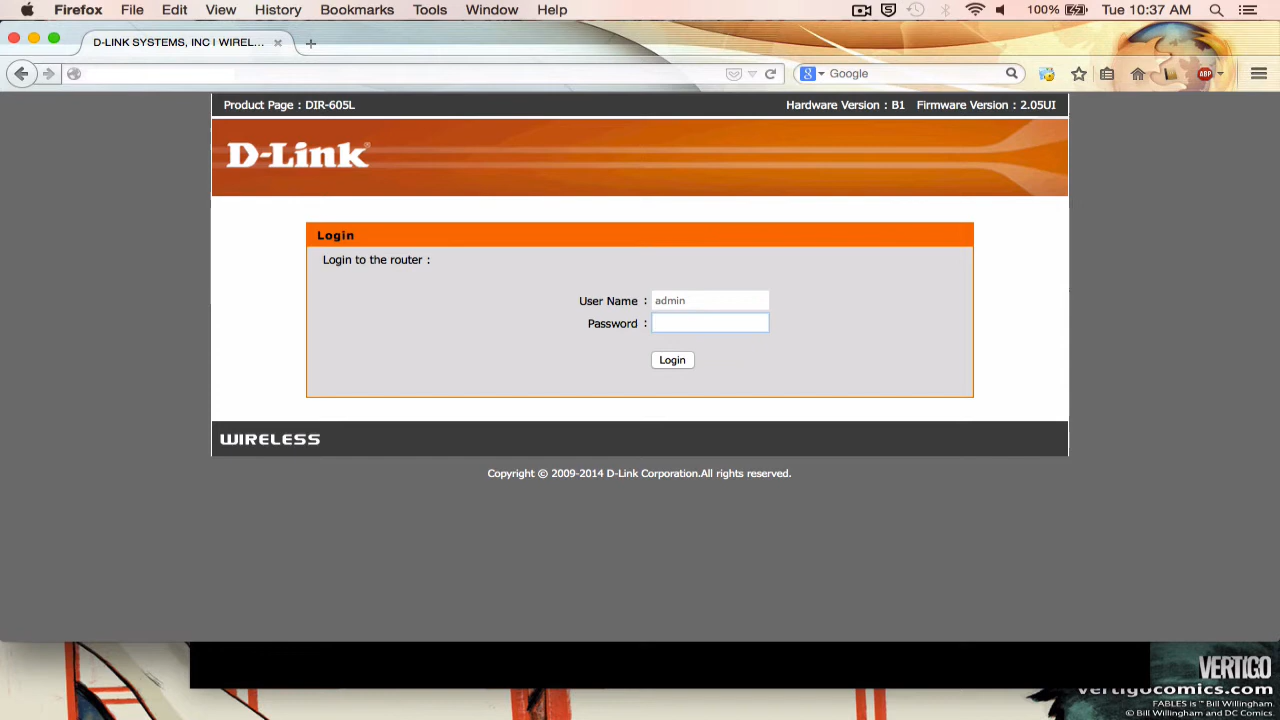 Firefox File Edit View History Bookmarks Tools Window Help 100% Tue 10:37 AM
D-LINK SYSTEMS, INC | WIREL...
Google
ABP
Product Page : DIR-605L Hardware Version : B1 Firmware Version : 2.05UI
D-Link
Login
Login to the router :
User Name : admin
Password :
Login
WIRELESS
Copyright © 2009-2014 D-Link Corporation.All rights reserved.
VERTIGO
vertigocomics.com
FABLES is ™ Bill Willingham.
© Bill Willingham and DC Comics.